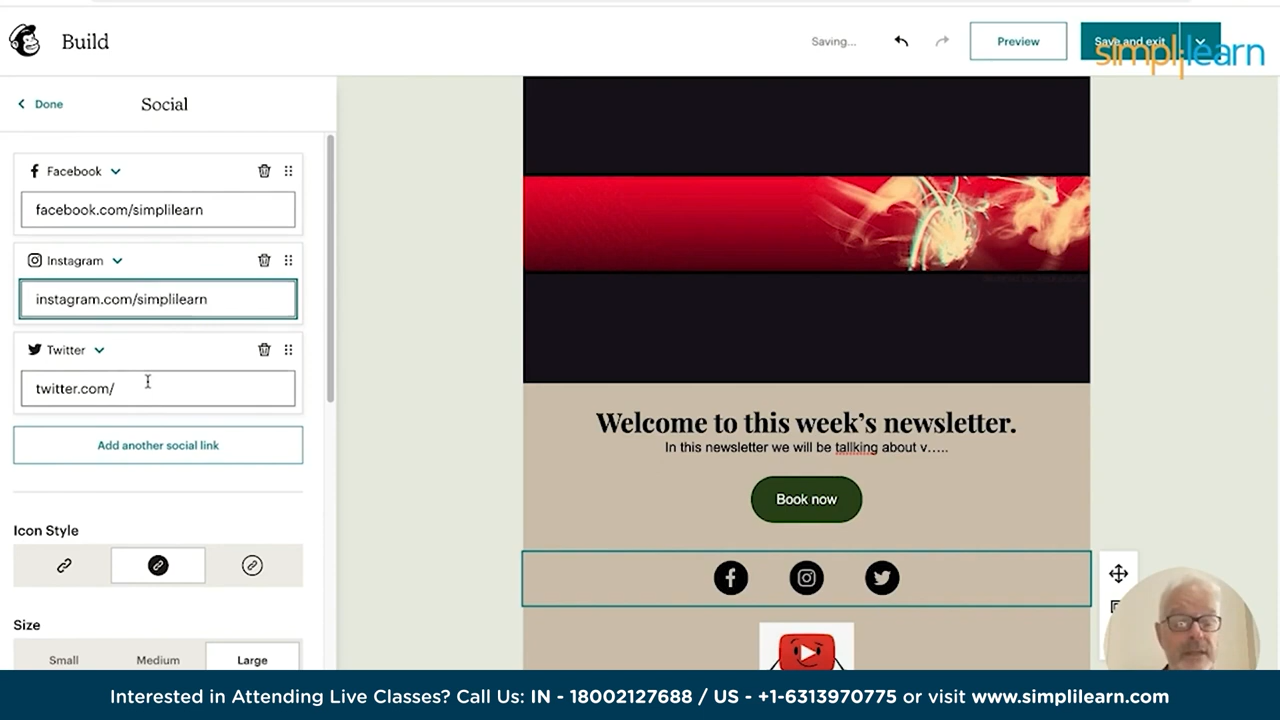 Build
Saving...
Preview
Save and exit
simplilearn
Done
Social
Facebook
facebook.com/simplilearn
Instagram
instagram.com/simplilearn
Twitter
twitter.com/
Add another social link
Icon Style
Size
Small
Medium
Large
Welcome to this week's newsletter.
In this newsletter we will be tallking about v.....
Book now
Interested in Attending Live Classes? Call Us: IN - 18002127688 / US - +1-6313970775 or visit www.simplilearn.com